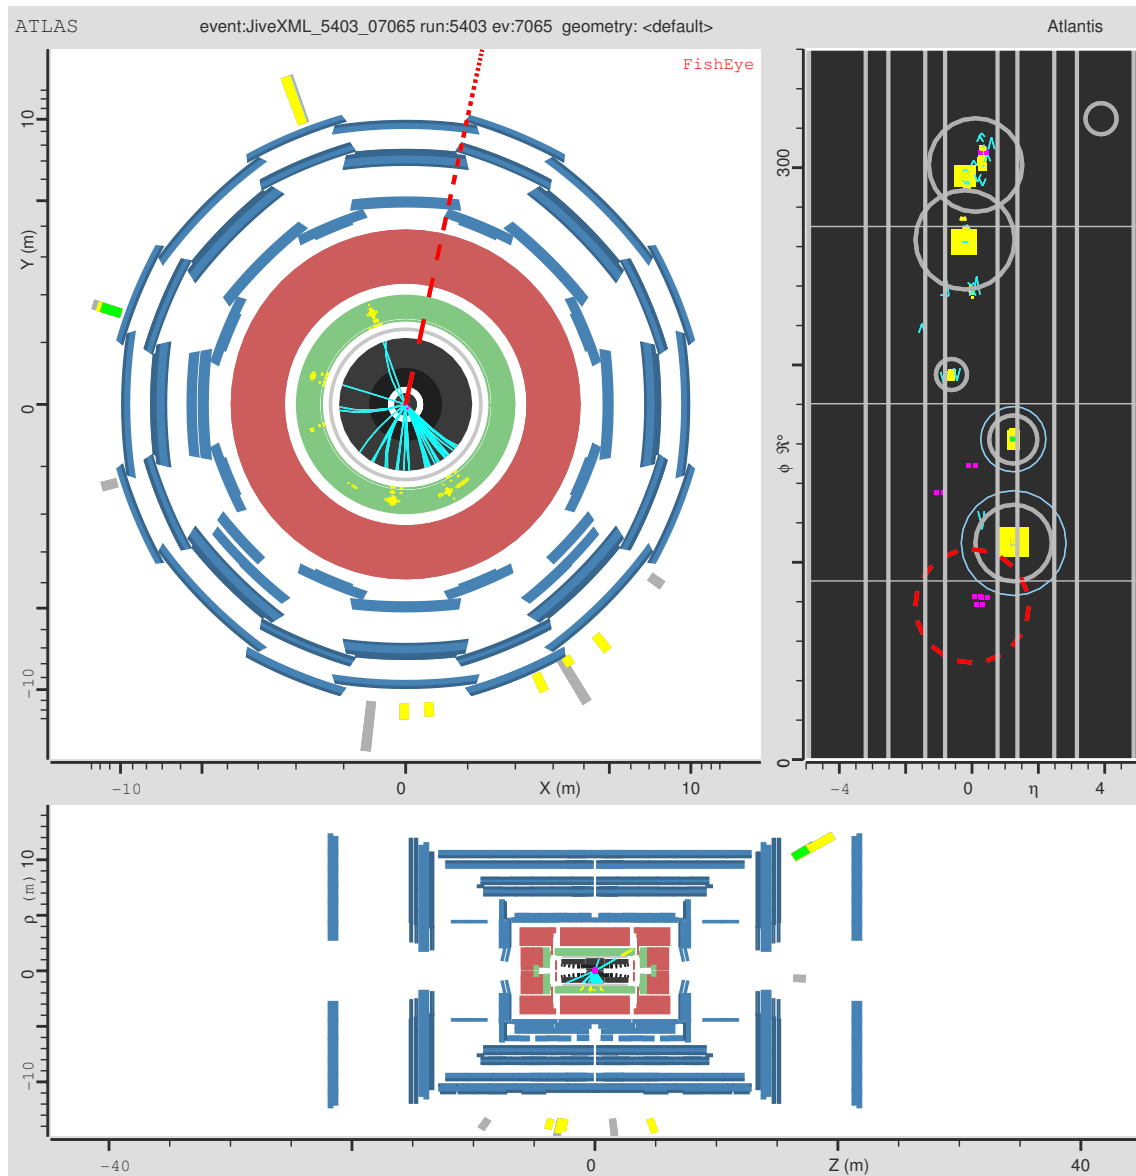 ATLAS event:JiveXML_5403_07065 run:5403 ev:7065 geometry: <default> Atlantis
FishEye
10
Y (m)
0
-10
-10 0 X (m) 10
300
ϕ ℜ°
0
-4 0 η 4
10
ρ (m)
0
-10
-40 0 Z (m) 40